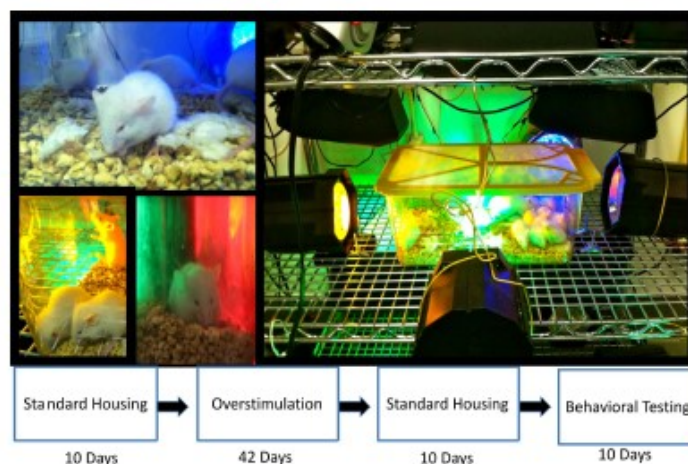 Standard Housing
Overstimulation
Standard Housing
Behavioral Testing
10 Days
42 Days
10 Days
10 Days